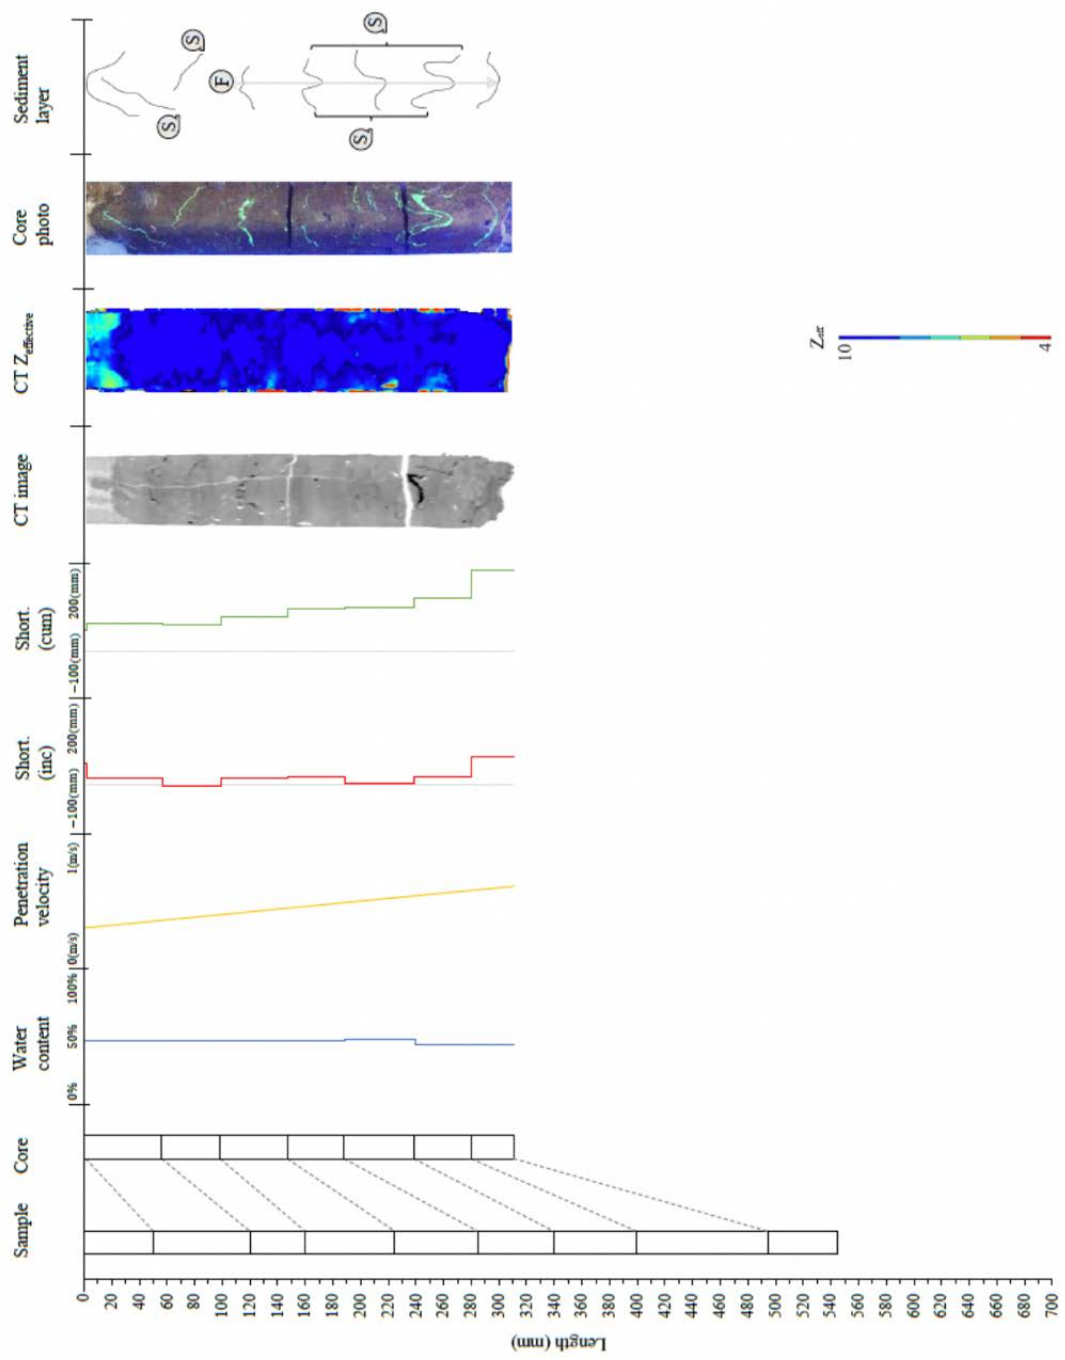 Sample
Core
Water
content
0%
50%
100%
Penetration
velocity
0(m/s)
1(m/s)
Short.
(inc)
-100(mm)
200(mm)
Short.
(cum)
-100(mm)
200(mm)
CT image
CT Zeffective
Core
photo
Sediment
layer
S
S
F
S
S
Zeff
10
4
Length (mm)
0
20
40
60
80
100
120
140
160
180
200
220
240
260
280
300
320
340
360
380
400
420
440
460
480
500
520
540
560
580
600
620
640
660
680
700